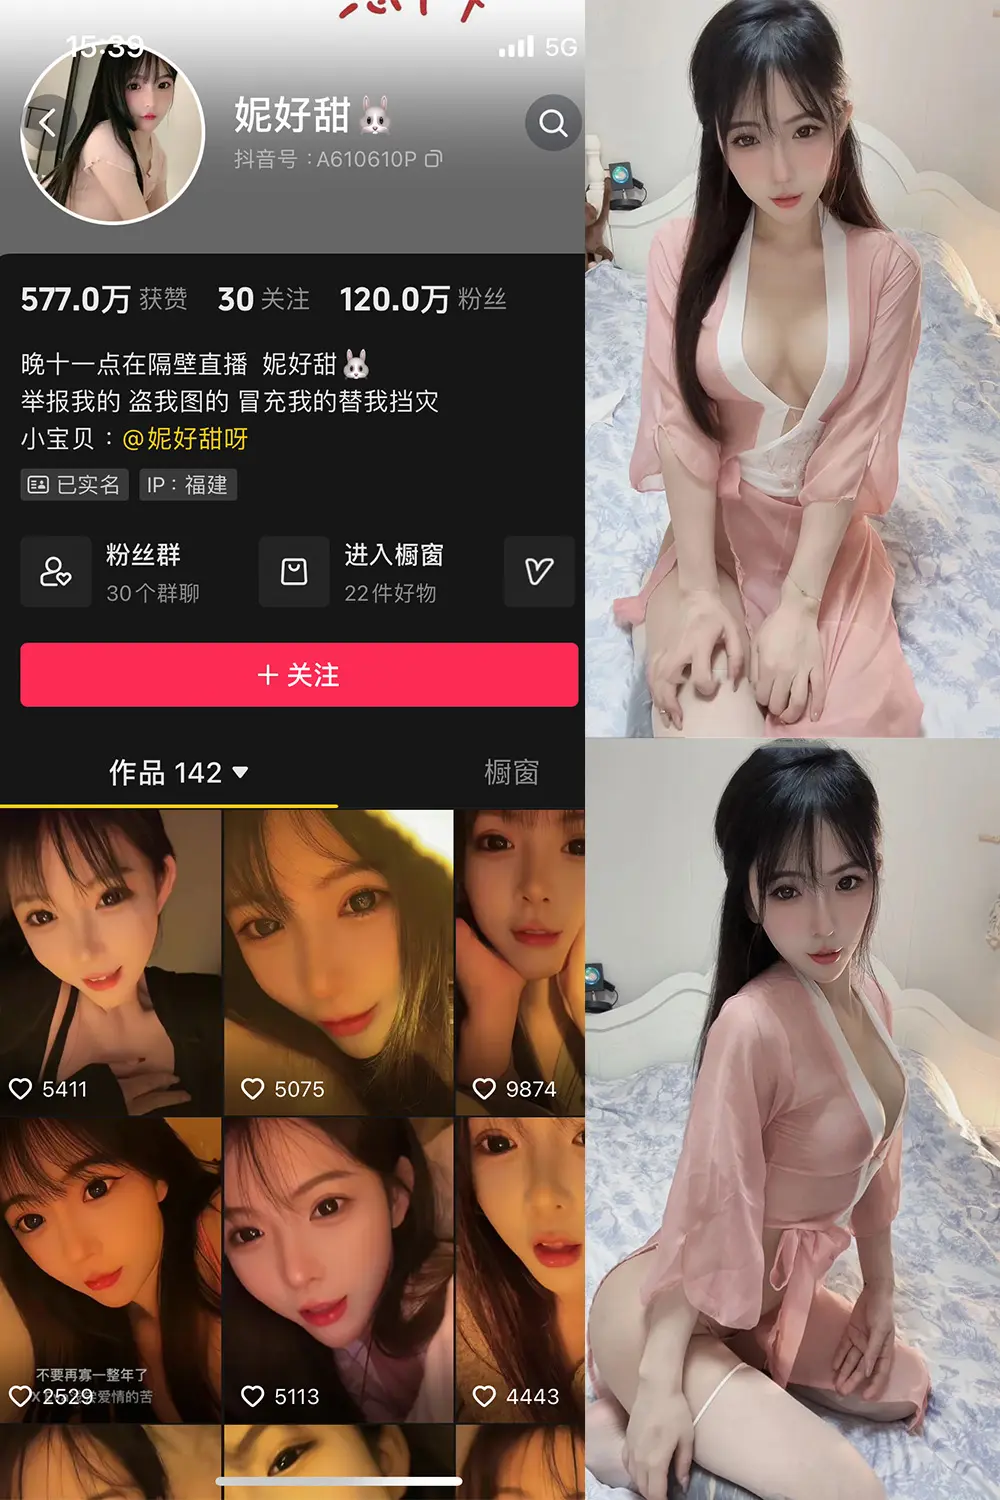 15:39
5G
妮好甜🐰
抖音号：A610610P
577.0万 获赞 30 关注 120.0万 粉丝
晚十一点在隔壁直播 妮好甜🐰
举报我的 盗我图的 冒充我的替我挡灾
小宝贝：@妮好甜呀
已实名 IP：福建
粉丝群
30个群聊
进入橱窗
22件好物
+ 关注
作品 142 ▼ 橱窗
5411 5075 9874
不要再寡一整年了
2529 爱情的苦 5113 4443